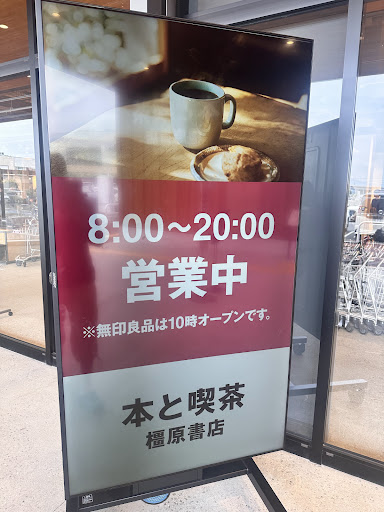 8:00〜20:00
営業中
※無印良品は10時オープンです。
本と喫茶
橿原書店